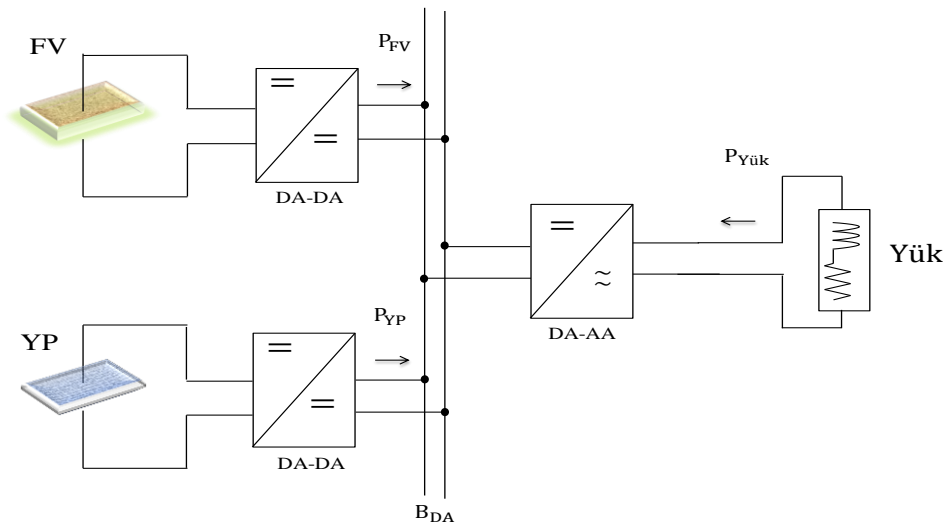 FV
P_FV
DA-DA
P_Yük
Yük
DA-AA
YP
P_YP
DA-DA
B_DA